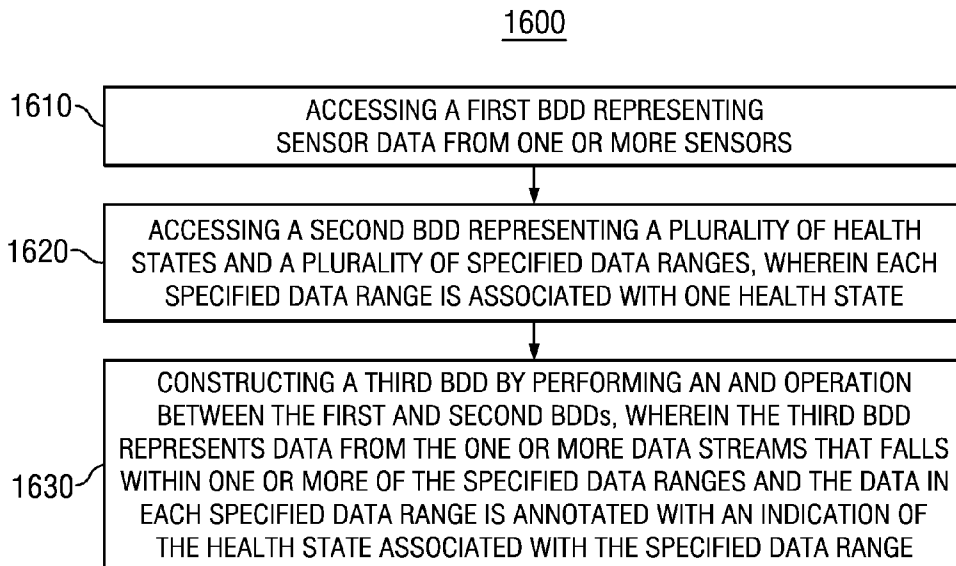 1600
1610
ACCESSING A FIRST BDD REPRESENTING
SENSOR DATA FROM ONE OR MORE SENSORS
1620
ACCESSING A SECOND BDD REPRESENTING A PLURALITY OF HEALTH
STATES AND A PLURALITY OF SPECIFIED DATA RANGES, WHEREIN EACH
SPECIFIED DATA RANGE IS ASSOCIATED WITH ONE HEALTH STATE
1630
CONSTRUCTING A THIRD BDD BY PERFORMING AN AND OPERATION
BETWEEN THE FIRST AND SECOND BDDs, WHEREIN THE THIRD BDD
REPRESENTS DATA FROM THE ONE OR MORE DATA STREAMS THAT FALLS
WITHIN ONE OR MORE OF THE SPECIFIED DATA RANGES AND THE DATA IN
EACH SPECIFIED DATA RANGE IS ANNOTATED WITH AN INDICATION OF
THE HEALTH STATE ASSOCIATED WITH THE SPECIFIED DATA RANGE